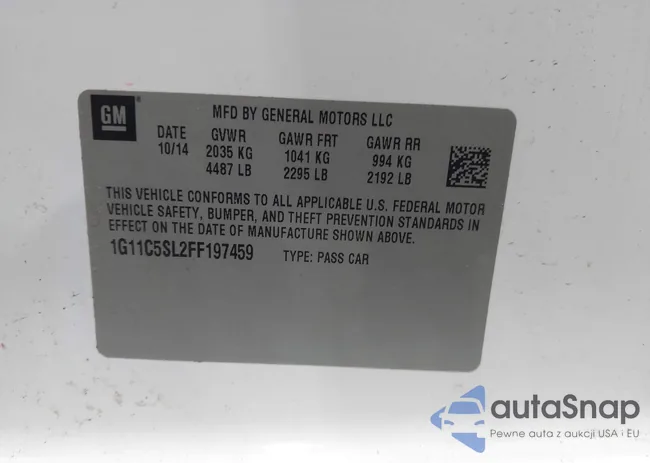 GM
MFD BY GENERAL MOTORS LLC
DATE GVWR GAWR FRT GAWR RR
10/14 2035 KG 1041 KG 994 KG
4487 LB 2295 LB 2192 LB
THIS VEHICLE CONFORMS TO ALL APPLICABLE U.S. FEDERAL MOTOR
VEHICLE SAFETY, BUMPER, AND THEFT PREVENTION STANDARDS IN
EFFECT ON THE DATE OF MANUFACTURE SHOWN ABOVE.
1G11C5SL2FF197459 TYPE: PASS CAR
autaSnap
Pewne auta z aukcji USA · EU